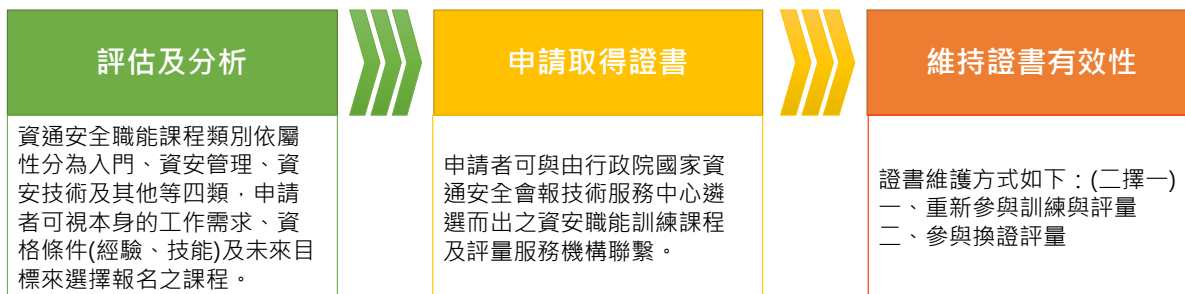 評估及分析
資通安全職能課程類別依屬
性分為入門、資安管理、資
安技術及其他等四類，申請
者可視本身的工作需求、資
格條件(經驗、技能)及未來目
標來選擇報名之課程。
申請取得證書
申請者可與由行政院國家資
通安全會報技術服務中心遴
選而出之資安職能訓練課程
及評量服務機構聯繫。
維持證書有效性
證書維護方式如下：(二擇一)
一、重新參與訓練與評量
二、參與換證評量